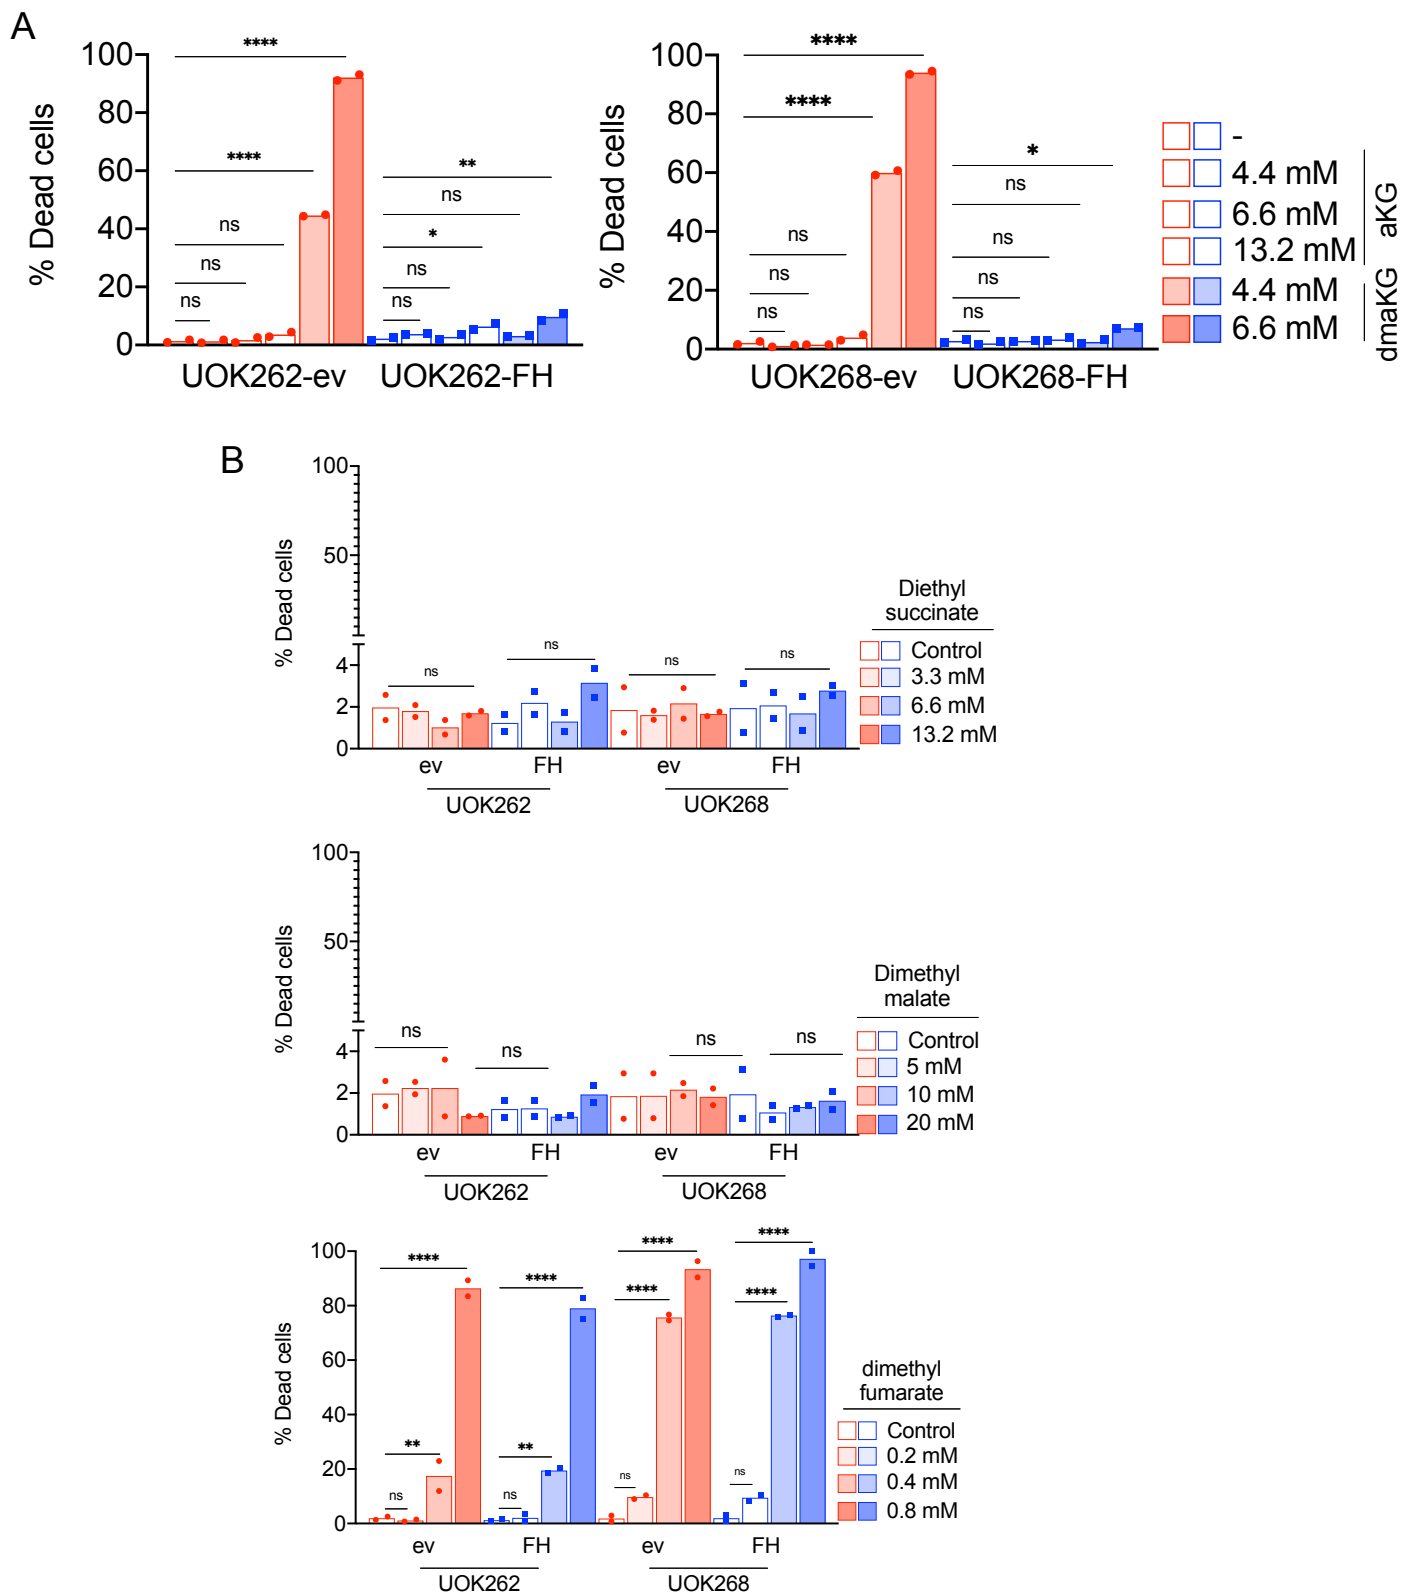 A
% Dead cells
100
80
60
40
20
0
****
****
ns
ns
ns
**
ns
*
ns
ns
UOK262-ev
UOK262-FH
% Dead cells
100
80
60
40
20
0
****
****
ns
ns
ns
*
ns
ns
ns
ns
UOK268-ev
UOK268-FH
-
4.4 mM
6.6 mM
13.2 mM
aKG
4.4 mM
6.6 mM
dmaKG
B
% Dead cells
100
50
4
2
0
ns
ns
ns
ns
ev
FH
ev
FH
UOK262
UOK268
Diethyl
succinate
Control
3.3 mM
6.6 mM
13.2 mM
% Dead cells
100
50
4
2
0
ns
ns
ns
ns
ev
FH
ev
FH
UOK262
UOK268
Dimethyl
malate
Control
5 mM
10 mM
20 mM
% Dead cells
100
80
60
40
20
0
****
**
ns
****
**
ns
****
****
ns
****
****
ns
ev
FH
ev
FH
UOK262
UOK268
dimethyl
fumarate
Control
0.2 mM
0.4 mM
0.8 mM